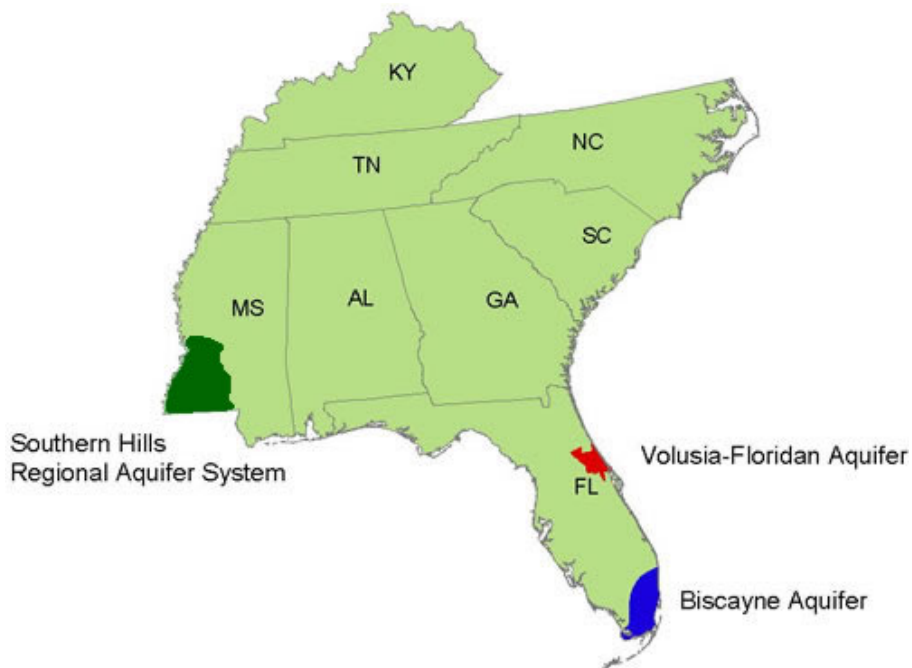 KY
TN
NC
SC
MS
AL
GA
Southern Hills
Regional Aquifer System
Volusia-Floridan Aquifer
FL
Biscayne Aquifer